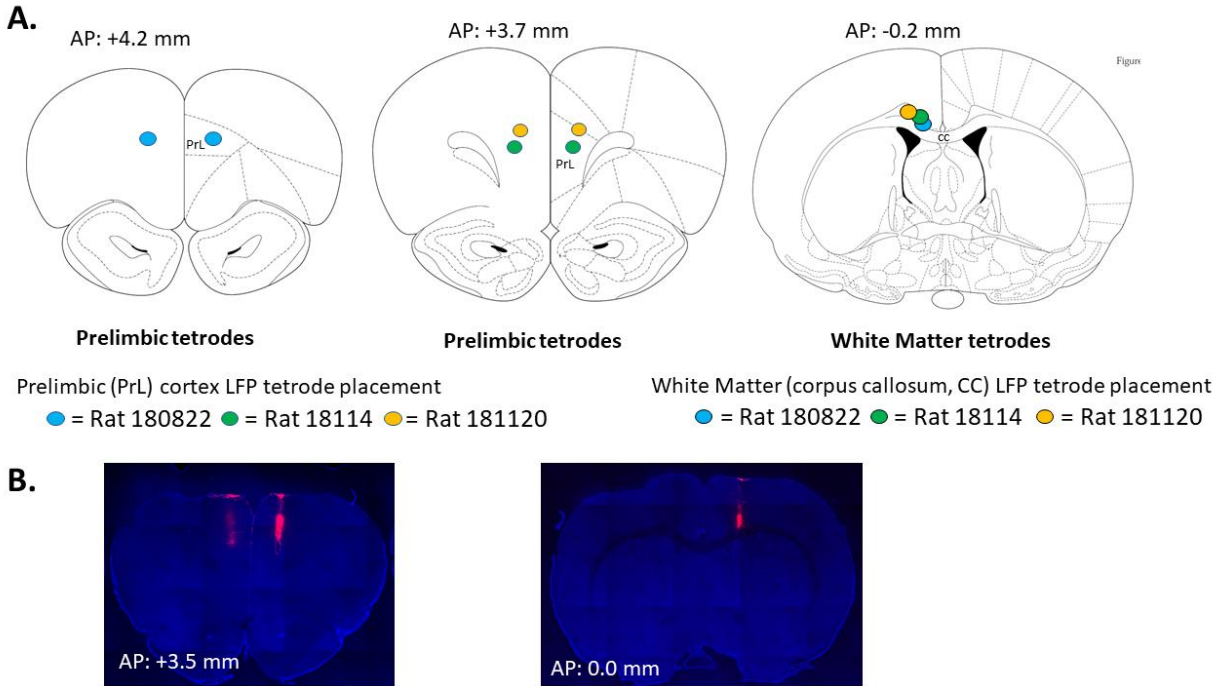 A.
AP: +4.2 mm
AP: +3.7 mm
AP: -0.2 mm
Figure
PrL
PrL
cc
Prelimbic tetrodes
Prelimbic tetrodes
White Matter tetrodes
Prelimbic (PrL) cortex LFP tetrode placement
= Rat 180822 = Rat 18114 = Rat 181120
White Matter (corpus callosum, CC) LFP tetrode placement
= Rat 180822 = Rat 18114 = Rat 181120
B.
AP: +3.5 mm
AP: 0.0 mm